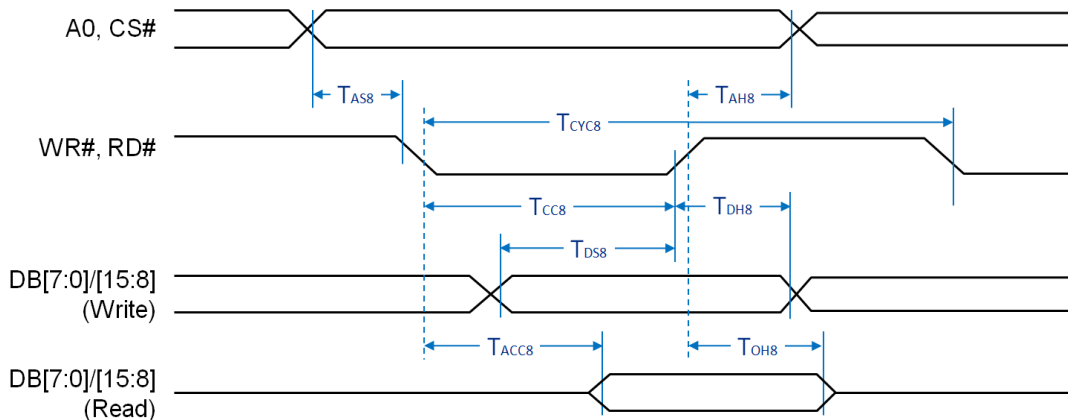 A0, CS#
TAS8
TAH8
TCYC8
WR#, RD#
TCC8
TDH8
TDS8
DB[7:0]/[15:8]
(Write)
TACC8
TOH8
DB[7:0]/[15:8]
(Read)